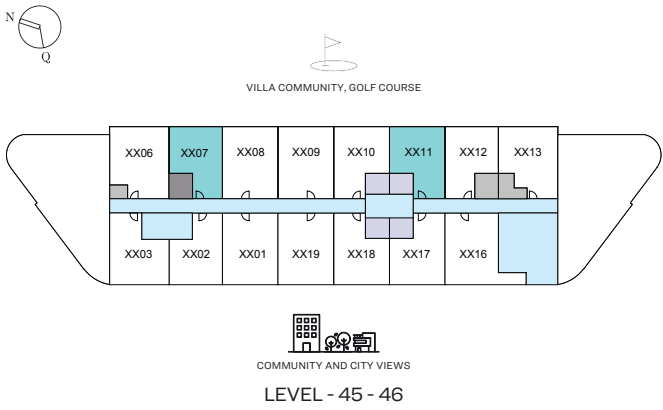 N
Q
VILLA COMMUNITY, GOLF COURSE
XX06 XX07 XX08 XX09 XX10 XX11 XX12 XX13
XX03 XX02 XX01 XX19 XX18 XX17 XX16
COMMUNITY AND CITY VIEWS
LEVEL - 45 - 46